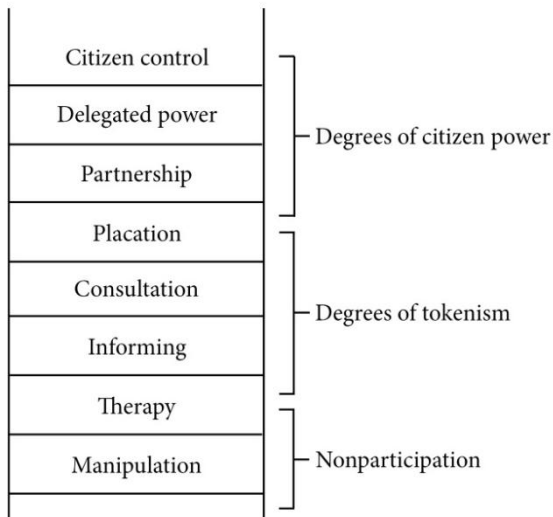 Citizen control
Delegated power
Partnership
Placation
Consultation
Informing
Therapy
Manipulation
Degrees of citizen power
Degrees of tokenism
Nonparticipation